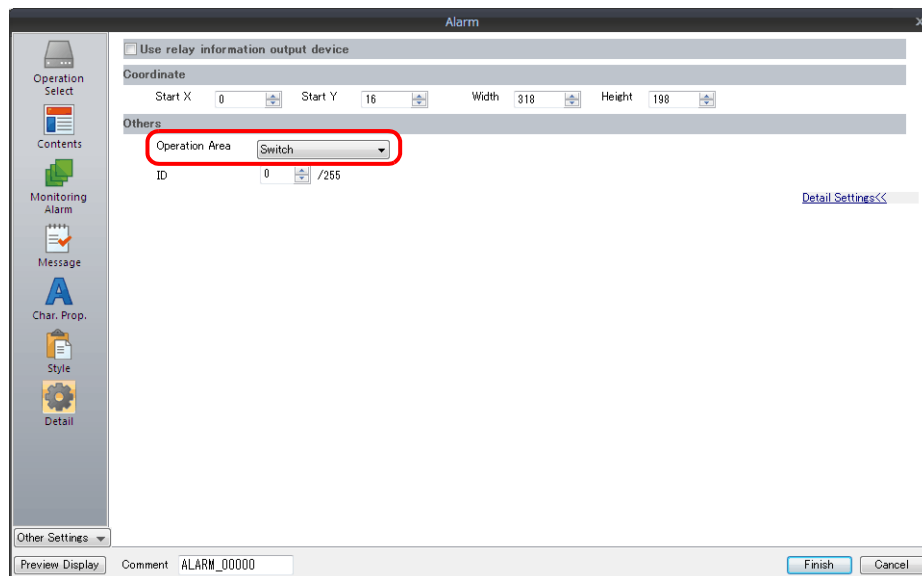 Alarm
Operation
Select
Contents
Monitoring
Alarm
Message
A
Char. Prop.
Style
Detail
Other Settings
Use relay information output device
Coordinate
Start X 0 Start Y 16 Width 318 Height 198
Others
Operation Area Switch
ID 0 /255
Detail Settings<<
Preview Display Comment ALARM_00000 Finish Cancel